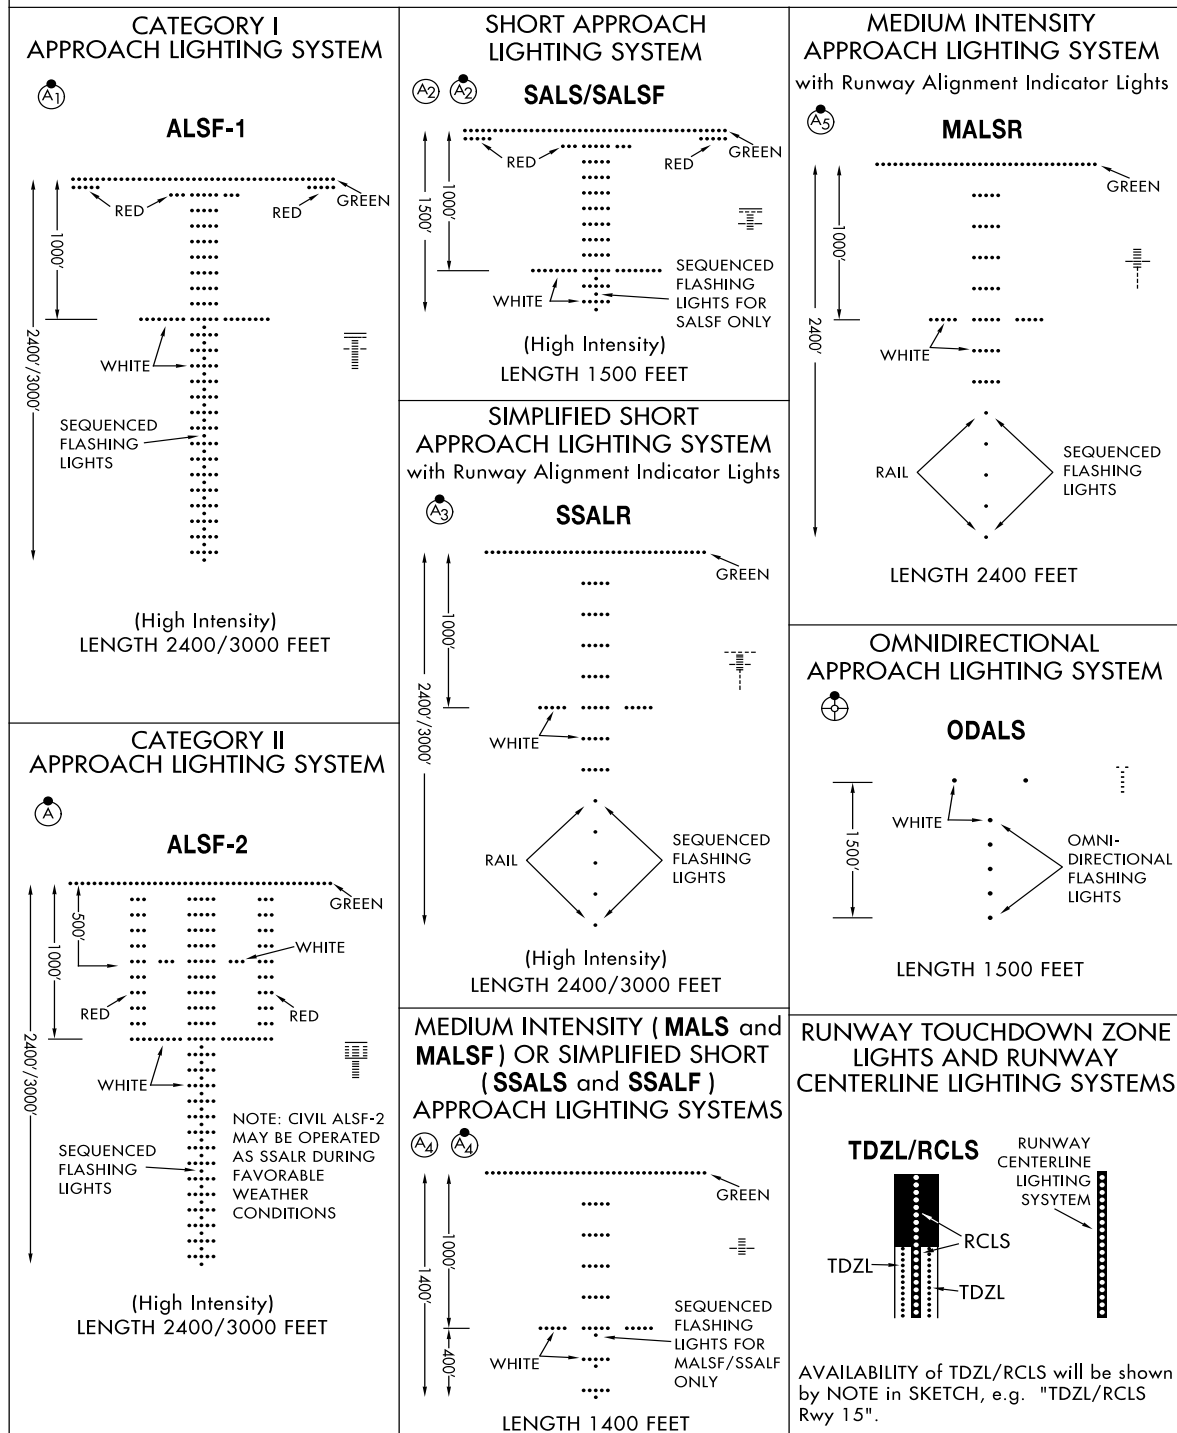 CATEGORY I
APPROACH LIGHTING SYSTEM
A1
ALSF-1
RED
RED
GREEN
1000'
2400'/3000'
WHITE
SEQUENCED
FLASHING
LIGHTS
(High Intensity)
LENGTH 2400/3000 FEET
CATEGORY II
APPROACH LIGHTING SYSTEM
A
ALSF-2
GREEN
500'
1000'
WHITE
RED
RED
2400'/3000'
WHITE
NOTE: CIVIL ALSF-2
MAY BE OPERATED
AS SSALR DURING
FAVORABLE
WEATHER
CONDITIONS
SEQUENCED
FLASHING
LIGHTS
(High Intensity)
LENGTH 2400/3000 FEET
SHORT APPROACH
LIGHTING SYSTEM
A2 A2
SALS/SALSF
RED
RED
GREEN
1000'
1500'
WHITE
SEQUENCED
FLASHING
LIGHTS FOR
SALSF ONLY
(High Intensity)
LENGTH 1500 FEET
SIMPLIFIED SHORT
APPROACH LIGHTING SYSTEM
with Runway Alignment Indicator Lights
A3
SSALR
GREEN
1000'
2400'/3000'
WHITE
RAIL
SEQUENCED
FLASHING
LIGHTS
(High Intensity)
LENGTH 2400/3000 FEET
MEDIUM INTENSITY (MALS and
MALSF) OR SIMPLIFIED SHORT
(SSALS and SSALF)
APPROACH LIGHTING SYSTEMS
A4 A4
GREEN
1000'
1400'
400'
WHITE
SEQUENCED
FLASHING
LIGHTS FOR
MALSF/SSALF
ONLY
LENGTH 1400 FEET
MEDIUM INTENSITY
APPROACH LIGHTING SYSTEM
with Runway Alignment Indicator Lights
A5
MALSR
GREEN
1000'
2400'
WHITE
RAIL
SEQUENCED
FLASHING
LIGHTS
LENGTH 2400 FEET
OMNIDIRECTIONAL
APPROACH LIGHTING SYSTEM
ODALS
WHITE
1500'
OMNI-
DIRECTIONAL
FLASHING
LIGHTS
LENGTH 1500 FEET
RUNWAY TOUCHDOWN ZONE
LIGHTS AND RUNWAY
CENTERLINE LIGHTING SYSTEMS
TDZL/RCLS
RUNWAY
CENTERLINE
LIGHTING
SYSYTEM
RCLS
TDZL
TDZL
AVAILABILITY of TDZL/RCLS will be shown
by NOTE in SKETCH, e.g. "TDZL/RCLS
Rwy 15".